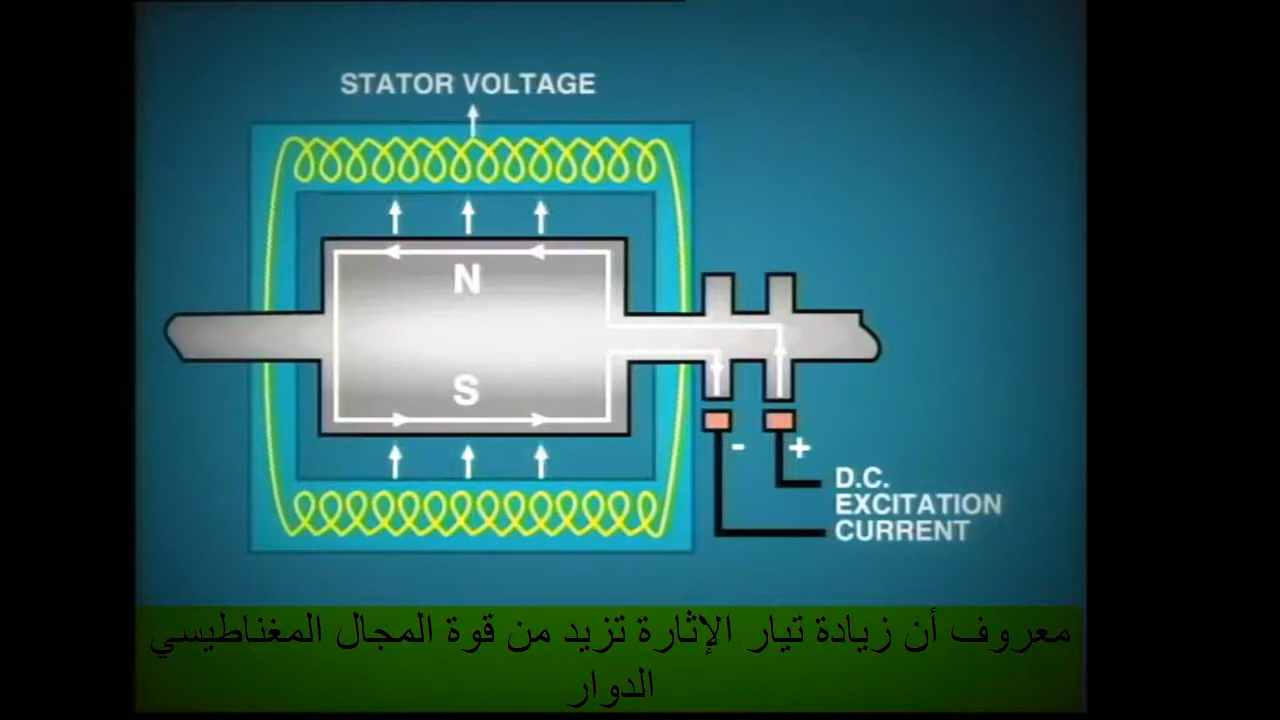 STATOR VOLTAGE
N
S
- +
D.C.
EXCITATION
CURRENT
معروف أن زيادة تيار الإثارة تزيد من قوة المجال المغناطيسي
الدوار